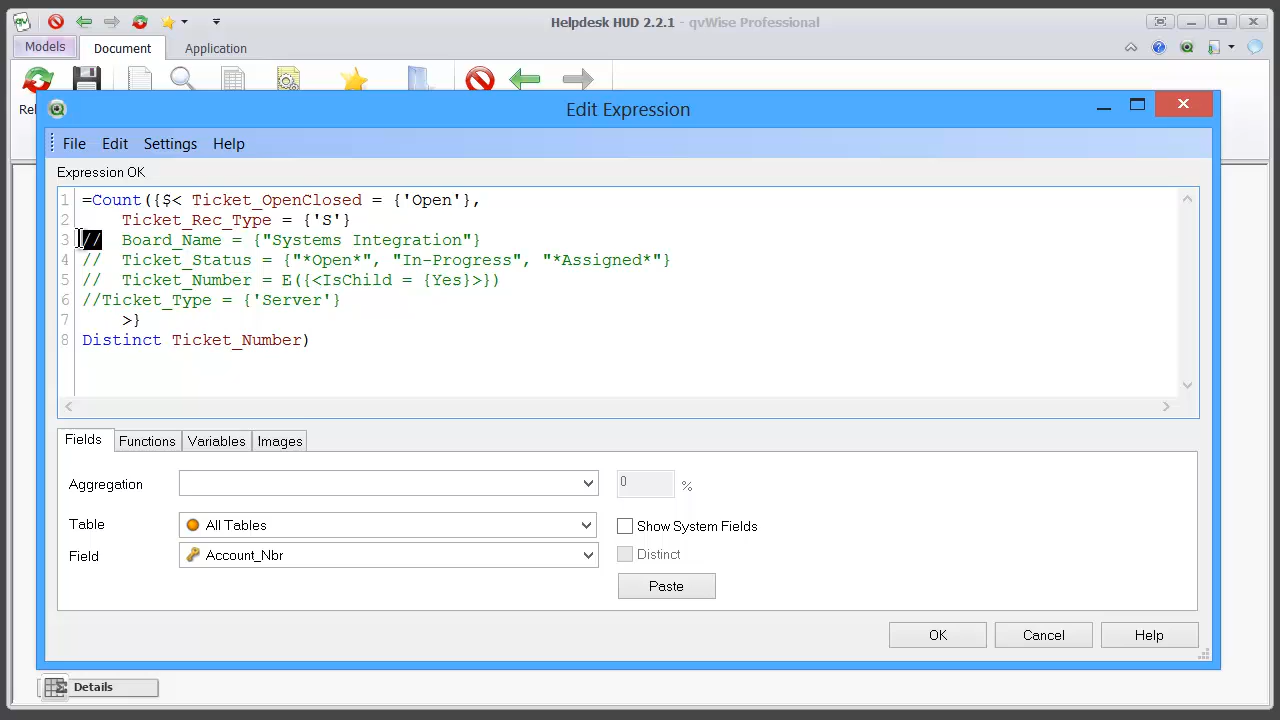 Helpdesk HUD 2.2.1 - qvWise Professional
Models
Document
Application
Rel
Edit Expression
File Edit Settings Help
Expression OK
1 =Count({$< Ticket_OpenClosed = {'Open'},
2 Ticket_Rec_Type = {'S'}
3 // Board_Name = {"Systems Integration"}
4 // Ticket_Status = {"*Open*", "In-Progress", "*Assigned*"}
5 // Ticket_Number = E({<IsChild = {Yes}>})
6 //Ticket_Type = {'Server'}
7 >}
8 Distinct Ticket_Number)
Fields Functions Variables Images
Aggregation
0 %
Table
All Tables
Show System Fields
Field
Account_Nbr
Distinct
Paste
OK Cancel Help
Details